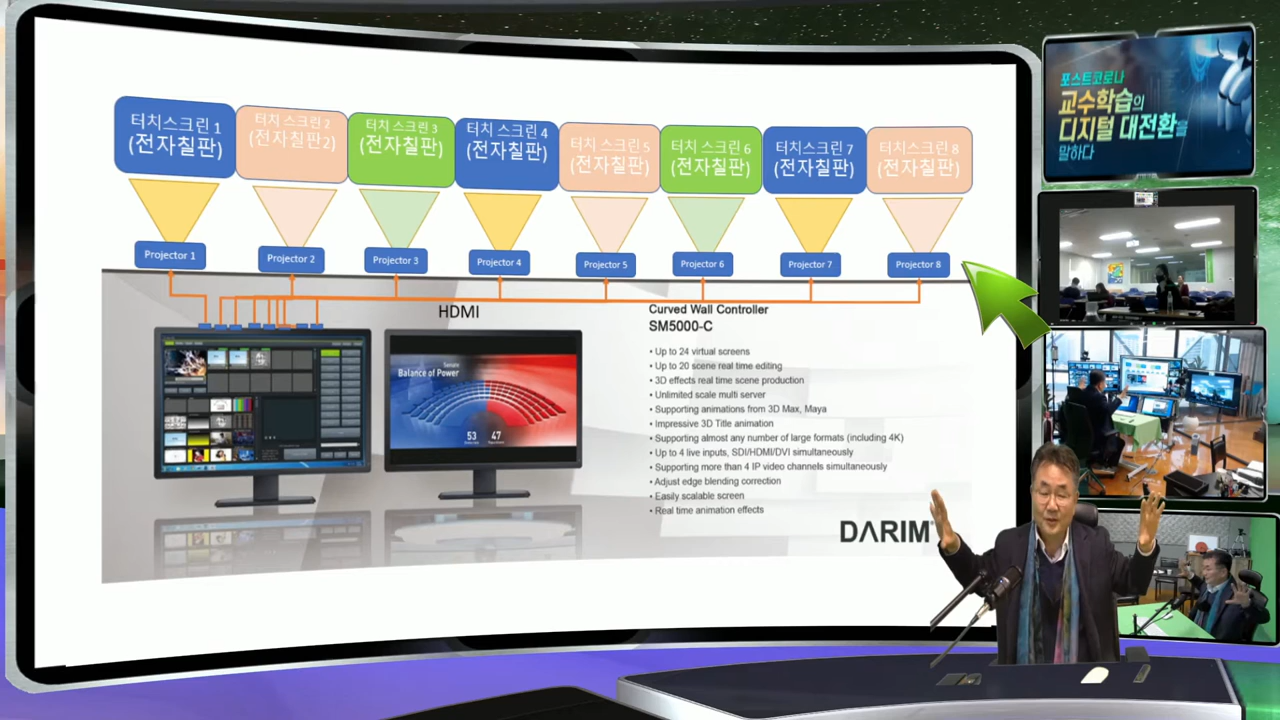 터치스크린 1
(전자칠판)
터치 스크린 2
(전자칠판2)
터치 스크린 3
(전자칠판)
터치 스크린 4
(전자칠판)
터치 스크린 5
(전자칠판)
터치 스크린 6
(전자칠판)
터치스크린 7
(전자칠판)
터치 스크린 8
(전자칠판)
Projector 1
Projector 2
Projector 3
Projector 4
Projector 5
Projector 6
Projector 7
Projector 8
HDMI
Balance of Power
53
47
Curved Wall Controller
SM5000-C
• Up to 24 virtual screens
• Up to 20 scene real time editing
• 3D effects real time scene production
• Unlimited scale multi server
• Supporting animations from 3D Max, Maya
• Impressive 3D Title animation
• Supporting almost any number of large formats (including 4K)
• Up to 4 live inputs, SDI/HDMI/DVI simultaneously
• Supporting more than 4 IP video channels simultaneously
• Adjust edge blending correction
• Easily scalable screen
• Real time animation effects
DARIM
포스트코로나
교수학습의
디지털 대전환을
말하다